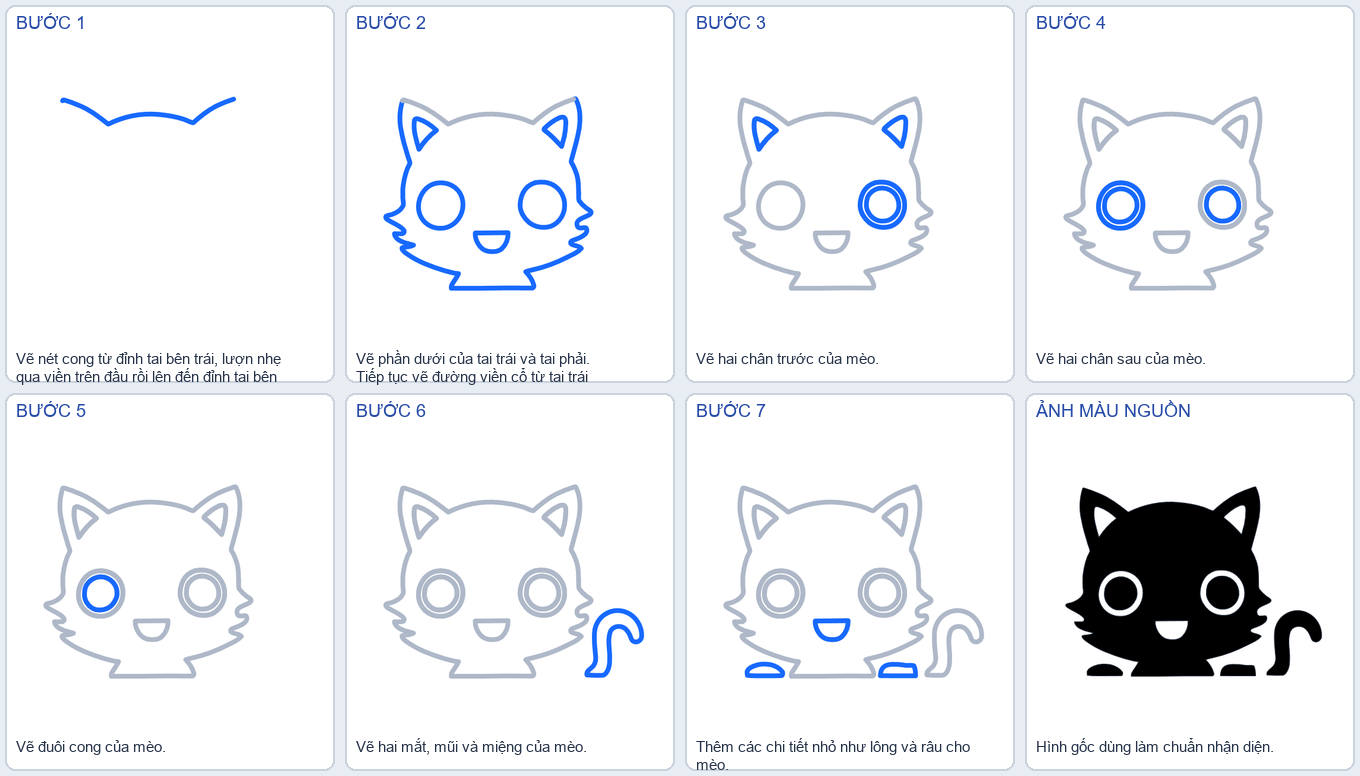 BƯỚC 1
Vẽ nét cong từ đỉnh tai bên trái, lượn nhẹ
qua viền trên đầu rồi lên đến đỉnh tai bên
BƯỚC 2
Vẽ phần dưới của tai trái và tai phải.
Tiếp tục vẽ đường viền cổ từ tai trái
BƯỚC 3
Vẽ hai chân trước của mèo.
BƯỚC 4
Vẽ hai chân sau của mèo.
BƯỚC 5
Vẽ đuôi cong của mèo.
BƯỚC 6
Vẽ hai mắt, mũi và miệng của mèo.
BƯỚC 7
Thêm các chi tiết nhỏ như lông và râu cho
mèo.
ẢNH MÀU NGUỒN
Hình gốc dùng làm chuẩn nhận diện.